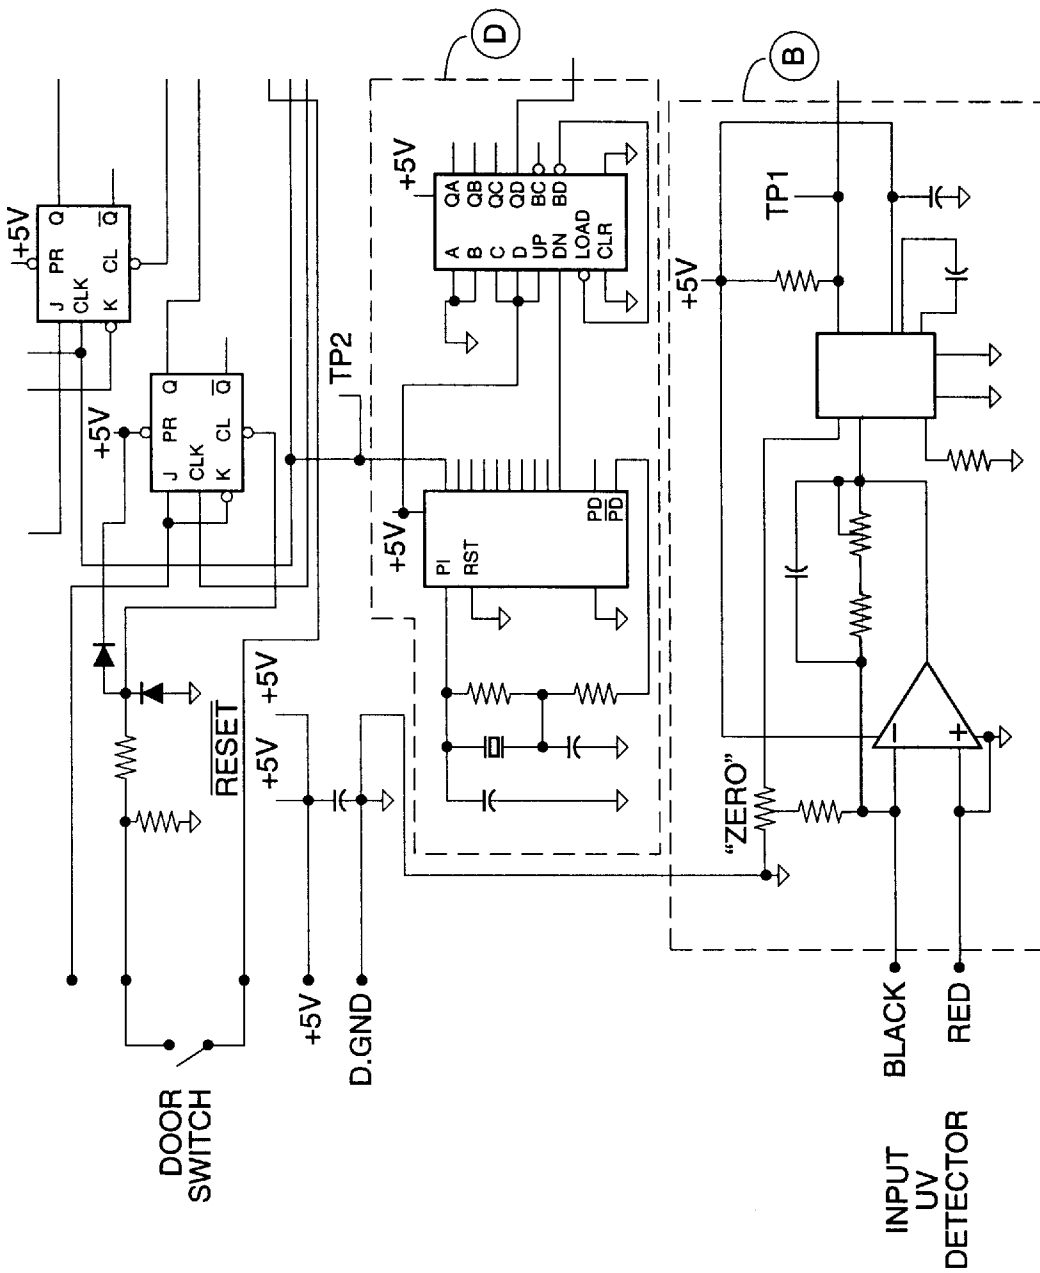 D
B
+5V
J
PR
Q
CLK
K
CL
Q
+5V
J
PR
Q
CLK
K
CL
Q
TP2
+5V
A
QA
B
QB
C
QC
D
QD
UP
BC
DN
BD
LOAD
CLR
+5V
PI
RST
PD
PD
TP1
+5V
RESET
+5V
+5V
DOOR
SWITCH
+5V
D.GND
"ZERO"
−
+
BLACK
RED
INPUT
UV
DETECTOR